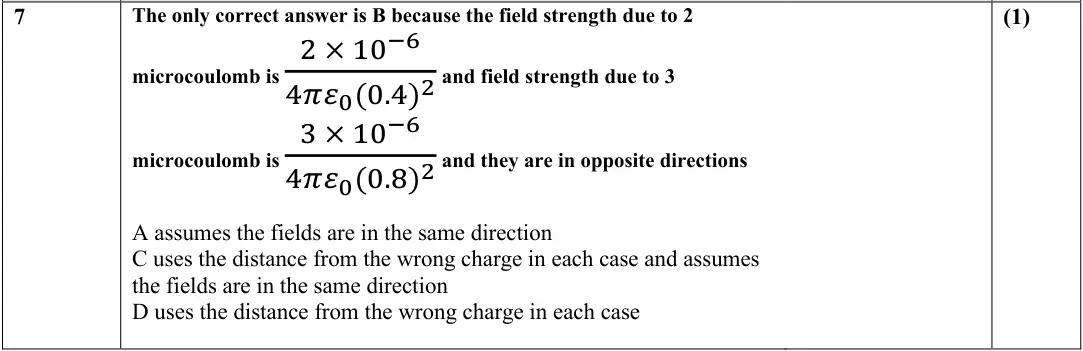 7 The only correct answer is B because the field strength due to 2 (1)
microcoulomb is \frac{2 × 10^{−6}}{4πε_0(0.4)^2} and field strength due to 3
microcoulomb is \frac{3 × 10^{−6}}{4πε_0(0.8)^2} and they are in opposite directions
A assumes the fields are in the same direction
C uses the distance from the wrong charge in each case and assumes
the fields are in the same direction
D uses the distance from the wrong charge in each case